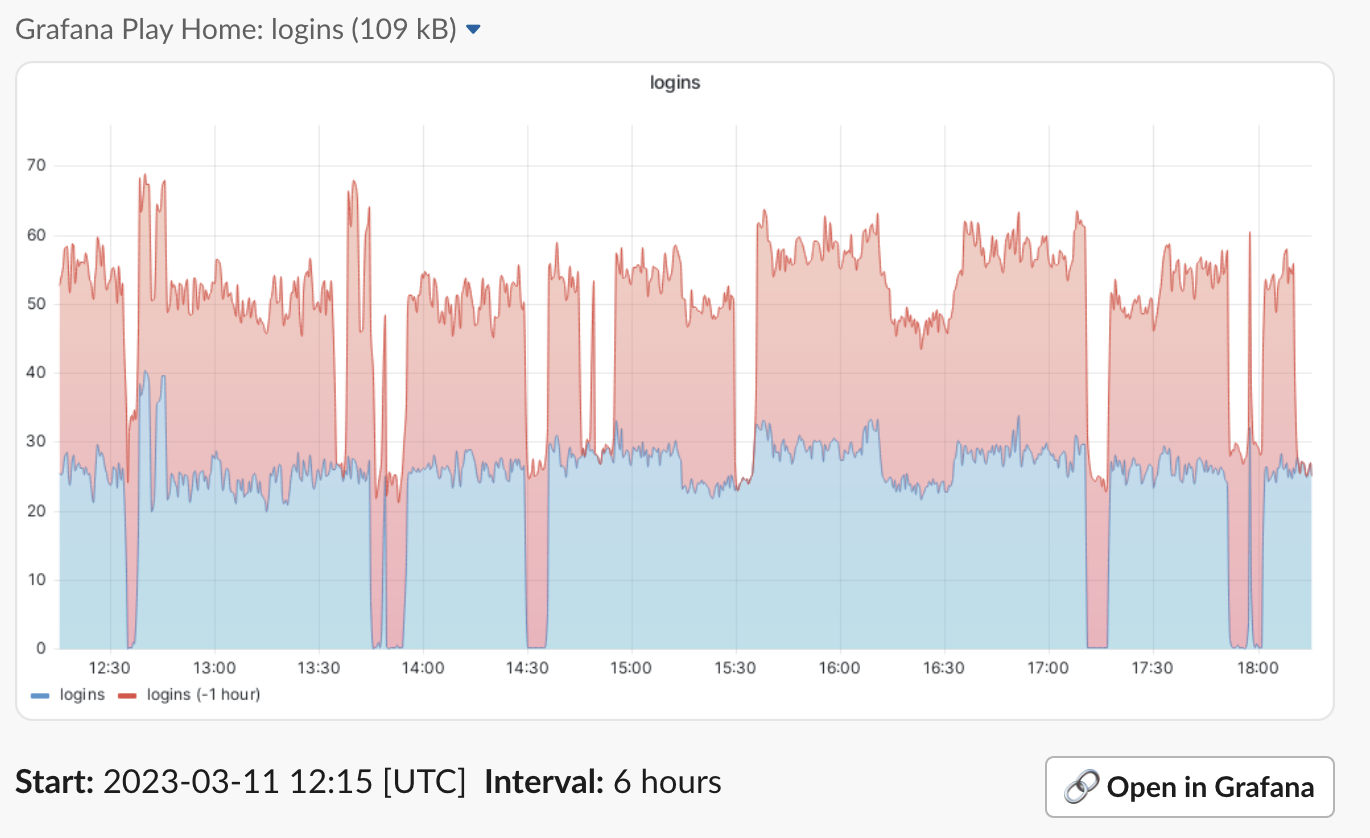 Grafana Play Home: logins (109 kB)
logins
70
60
50
40
30
20
10
0
12:30 13:00 13:30 14:00 14:30 15:00 15:30 16:00 16:30 17:00 17:30 18:00
logins logins (-1 hour)
Start: 2023-03-11 12:15 [UTC] Interval: 6 hours
Open in Grafana